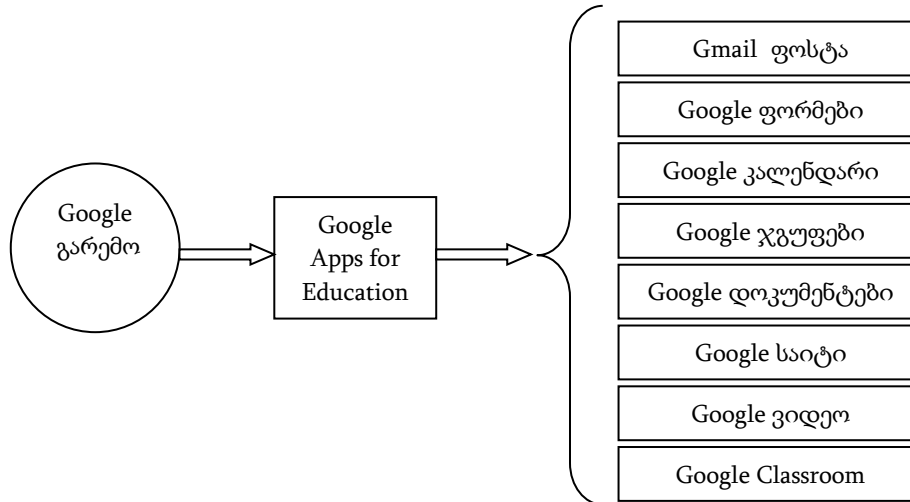 Google
გარემო
Google
Apps for
Education
Gmail ფოსტა
Google ფორმები
Google კალენდარი
Google ჯგუფები
Google დოკუმენტები
Google საიტი
Google ვიდეო
Google Classroom